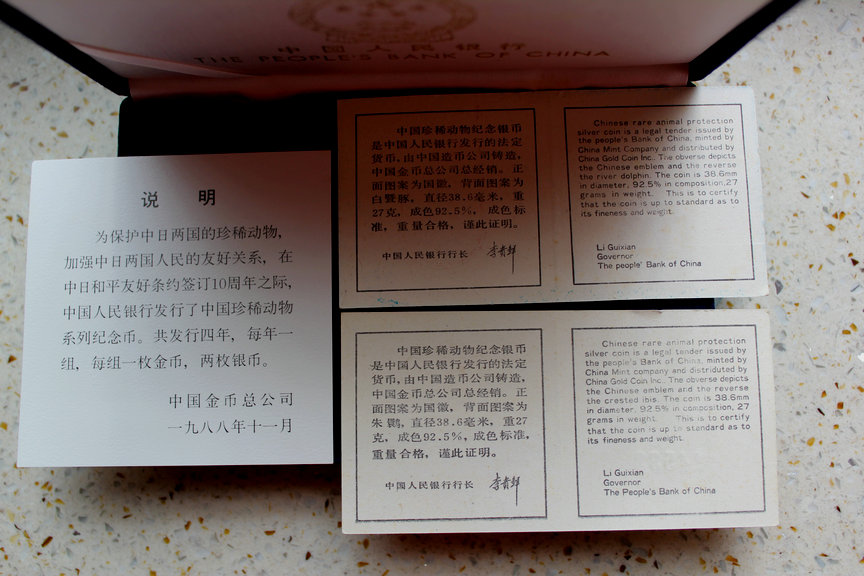 中国人民银行
THE PEOPLE'S BANK OF CHINA
说 明
为保护中日两国的珍稀动物，
加强中日两国人民的友好关系，在
中日和平友好条约签订10周年之际，
中国人民银行发行了中国珍稀动物
系列纪念币。共发行四年，每年一
组，每组一枚金币，两枚银币。
中国金币总公司
一九八八年十一月
中国珍稀动物纪念银币
是中国人民银行发行的法定
货币，由中国造币公司铸造，
中国金币总公司总经销。正
面图案为国徽，背面图案为
白鱀豚，直径38.6毫米，重
27克，成色92.5%，成色标
准，重量合格，谨此证明。
中国人民银行行长 李贵鲜
Chinese rare animal protection
silver coin is a legal tender issued by
the people's Bank of China, minted by
China Mint Company and distributed by
China Gold Coin Inc.. The obverse depicts
the Chinese emblem and the reverse
the river dolphin. The coin is 38.6mm
in diameter, 92.5% in composition,27
grams in weight. This is to certify
that the coin is up to standard as to
its fineness and weight.
Li Guixian
Governor
The people' Bank of China
中国珍稀动物纪念银币
是中国人民银行发行的法定
货币，由中国造币公司铸造，
中国金币总公司总经销。正
面图案为国徽，背面图案为
朱鹮，直径38.6毫米，重27
克，成色92.5%，成色标准，
重量合格，谨此证明。
中国人民银行行长 李贵鲜
Chinese rare animal protection
silver coin is a legal tender issued by
the people's Bank of China, minted by
China Mint company and distriduted by
China Gold Coin Inc. The obverse depicts
the Chinese emblem and the reverse
the crested ibis. The coin is 38.6mm
in diameter, 92.5% in composition, 27
grams in weight. This is to certify
that the coin is up to standard as to
its fineness and weight.
Li Guixian
Governor
The People's Bank of China